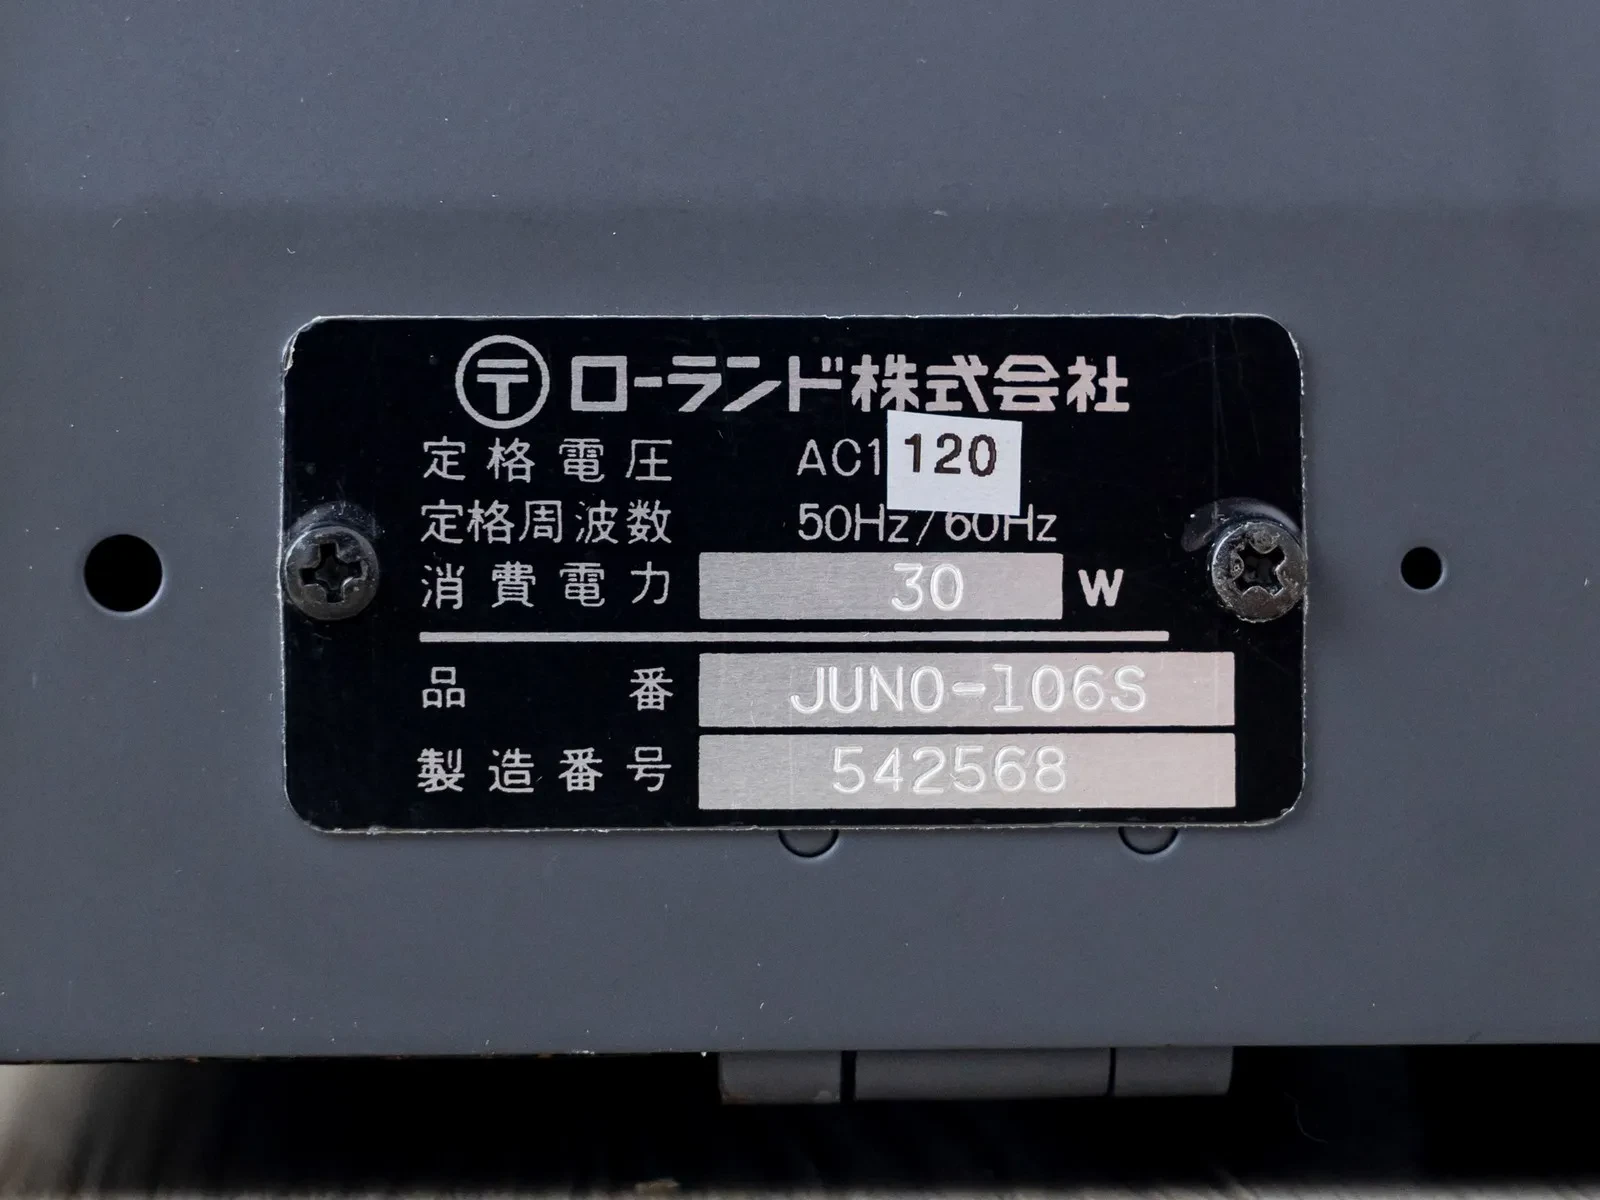 〒 ローランド株式会社
定格電圧 AC1 120
定格周波数 50Hz/60Hz
消費電力 30 W
品番 JUNO-106S
製造番号 542568